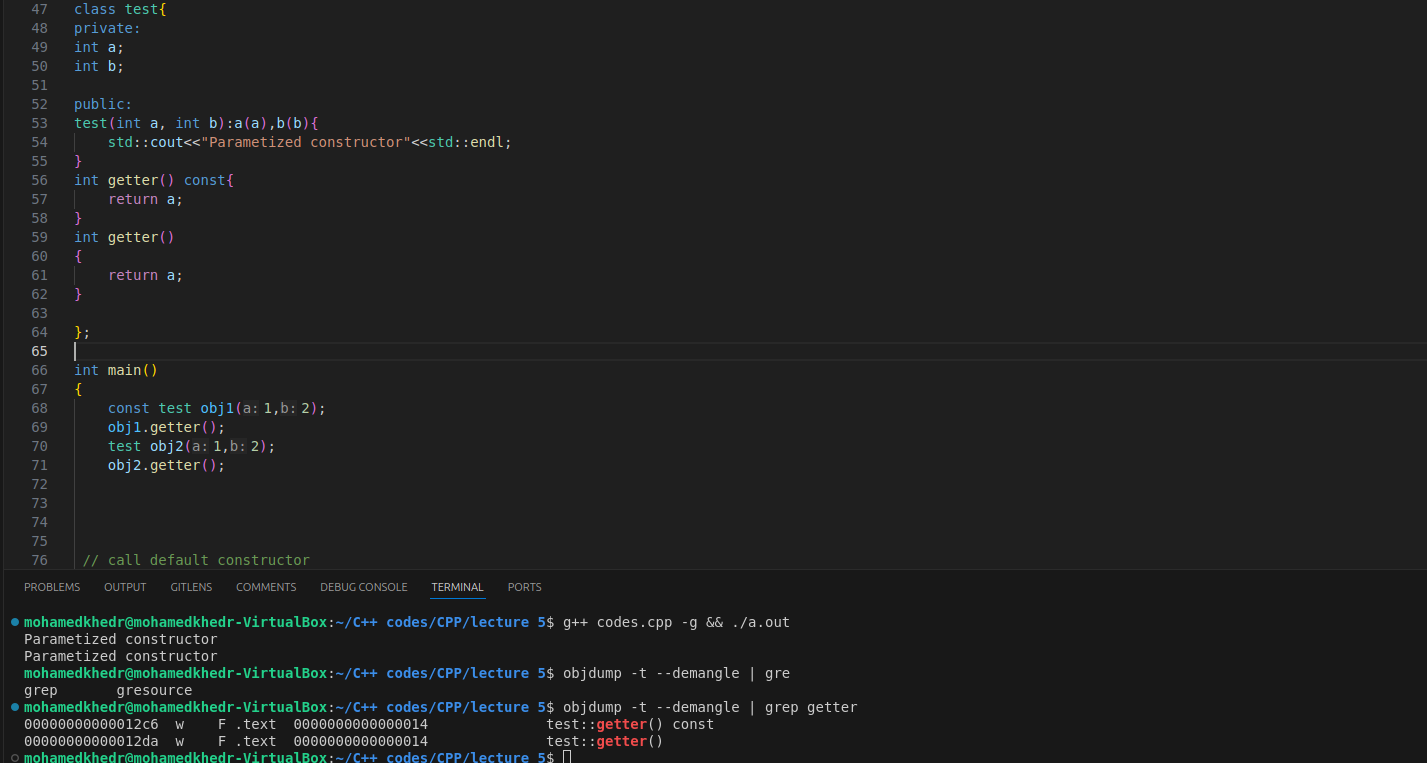 47 class test{
48 private:
49 int a;
50 int b;
51
52 public:
53 test(int a, int b):a(a),b(b){
54     std::cout<<"Parametized constructor"<<std::endl;
55 }
56 int getter() const{
57     return a;
58 }
59 int getter()
60 {
61     return a;
62 }
63
64 };
65
66 int main()
67 {
68     const test obj1(a: 1,b: 2);
69     obj1.getter();
70     test obj2(a: 1,b: 2);
71     obj2.getter();
72
73
74
75
76  // call default constructor
PROBLEMS OUTPUT GITLENS COMMENTS DEBUG CONSOLE TERMINAL PORTS
mohamedkhedr@mohamedkhedr-VirtualBox:~/C++ codes/CPP/lecture 5$ g++ codes.cpp -g && ./a.out
Parametized constructor
Parametized constructor
mohamedkhedr@mohamedkhedr-VirtualBox:~/C++ codes/CPP/lecture 5$ objdump -t --demangle | gre
grep       gresource
mohamedkhedr@mohamedkhedr-VirtualBox:~/C++ codes/CPP/lecture 5$ objdump -t --demangle | grep getter
00000000000012c6  w    F .text  0000000000000014              test::getter() const
00000000000012da  w    F .text  0000000000000014              test::getter()
mohamedkhedr@mohamedkhedr-VirtualBox:~/C++ codes/CPP/lecture 5$